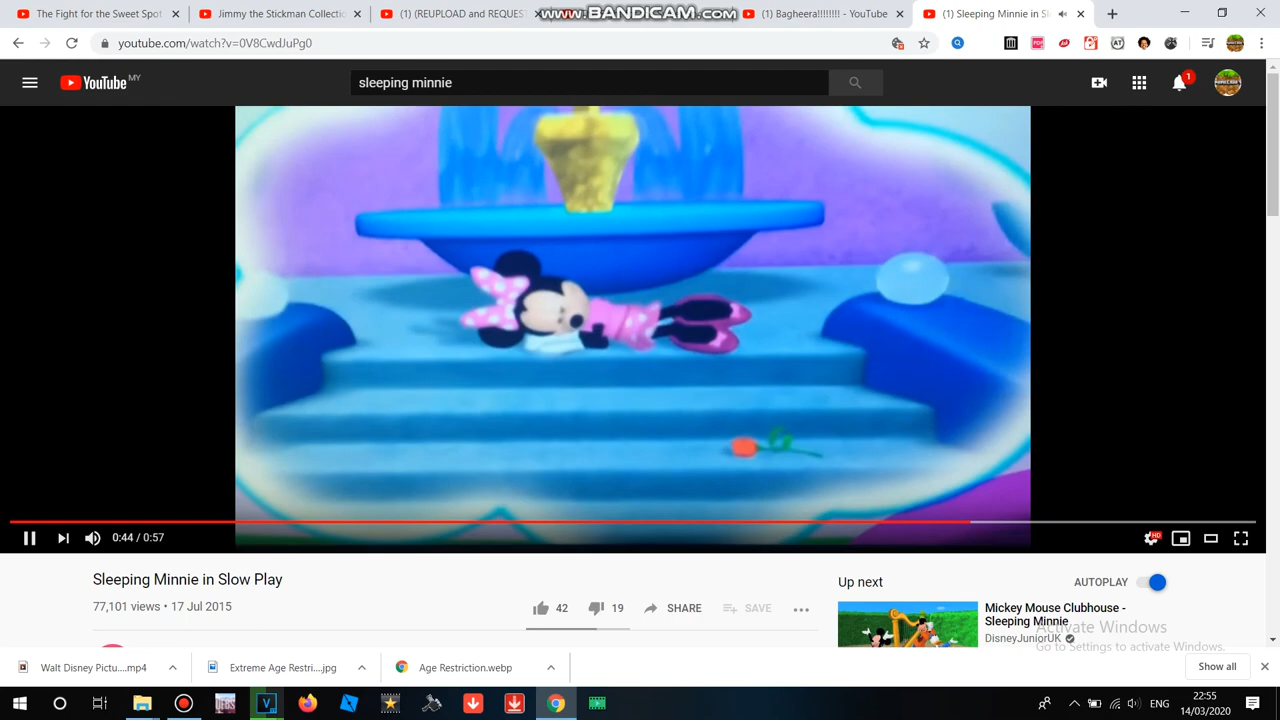 The Fight for the Sweet Spot
Jimmy the Stickman Collectio
(1) (REUPLOAD and REQUES
www.BANDICAM.com
(1) Bagheera!!!!!!!! - YouTube
(1) Sleeping Minnie in Sl
youtube.com/watch?v=0V8CwdJuPg0
YouTube MY
sleeping minnie
1
0:44 / 0:57
HD
Sleeping Minnie in Slow Play
77,101 views • 17 Jul 2015
42
19
SHARE
SAVE
Up next
AUTOPLAY
Mickey Mouse Clubhouse -
Sleeping Minnie
DisneyJuniorUK
Activate Windows
Go to Settings to activate Windows.
Walt Disney Pictu....mp4
Extreme Age Restri....jpg
Age Restriction.webp
Show all
ENG
22:55
14/03/2020